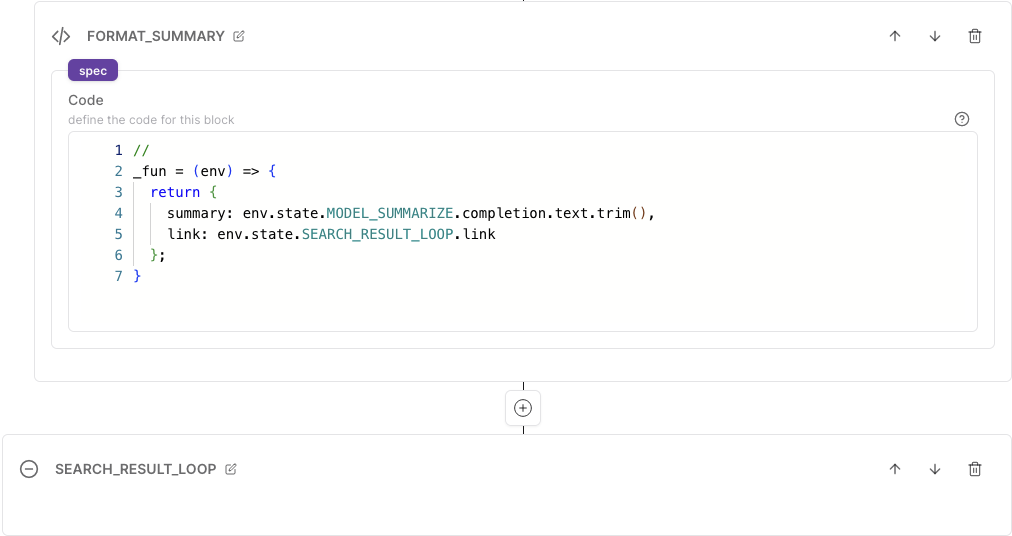 FORMAT_SUMMARY
spec
Code
define the code for this block
1 //
2 _fun = (env) => {
3   return {
4     summary: env.state.MODEL_SUMMARIZE.completion.text.trim(),
5     link: env.state.SEARCH_RESULT_LOOP.link
6   };
7 }
SEARCH_RESULT_LOOP